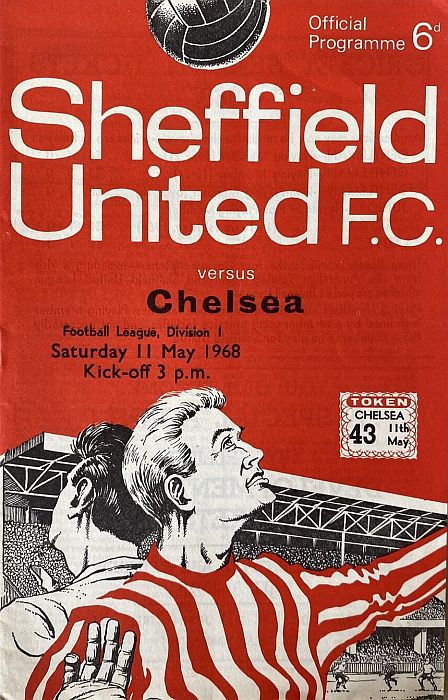 Official
Programme 6d
Sheffield
United F.C.
versus
Chelsea
Football League, Division 1
Saturday 11 May 1968
Kick-off 3 p.m.
TOKEN
CHELSEA
43 11th
May